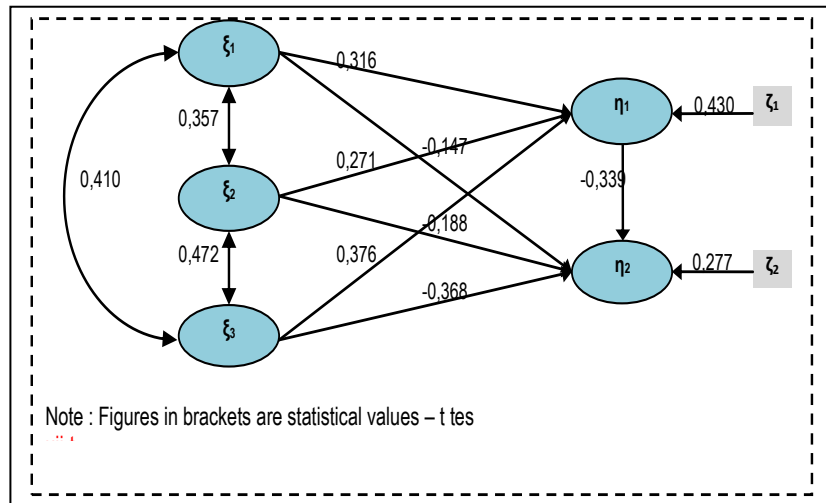 ξ1
0,316
η1
0,430
ζ1
0,357
0,271
-0,147
0,410
ξ2
-0,339
-0,188
0,472
0,376
η2
0,277
ζ2
-0,368
ξ3
Note : Figures in brackets are statistical values – t tes